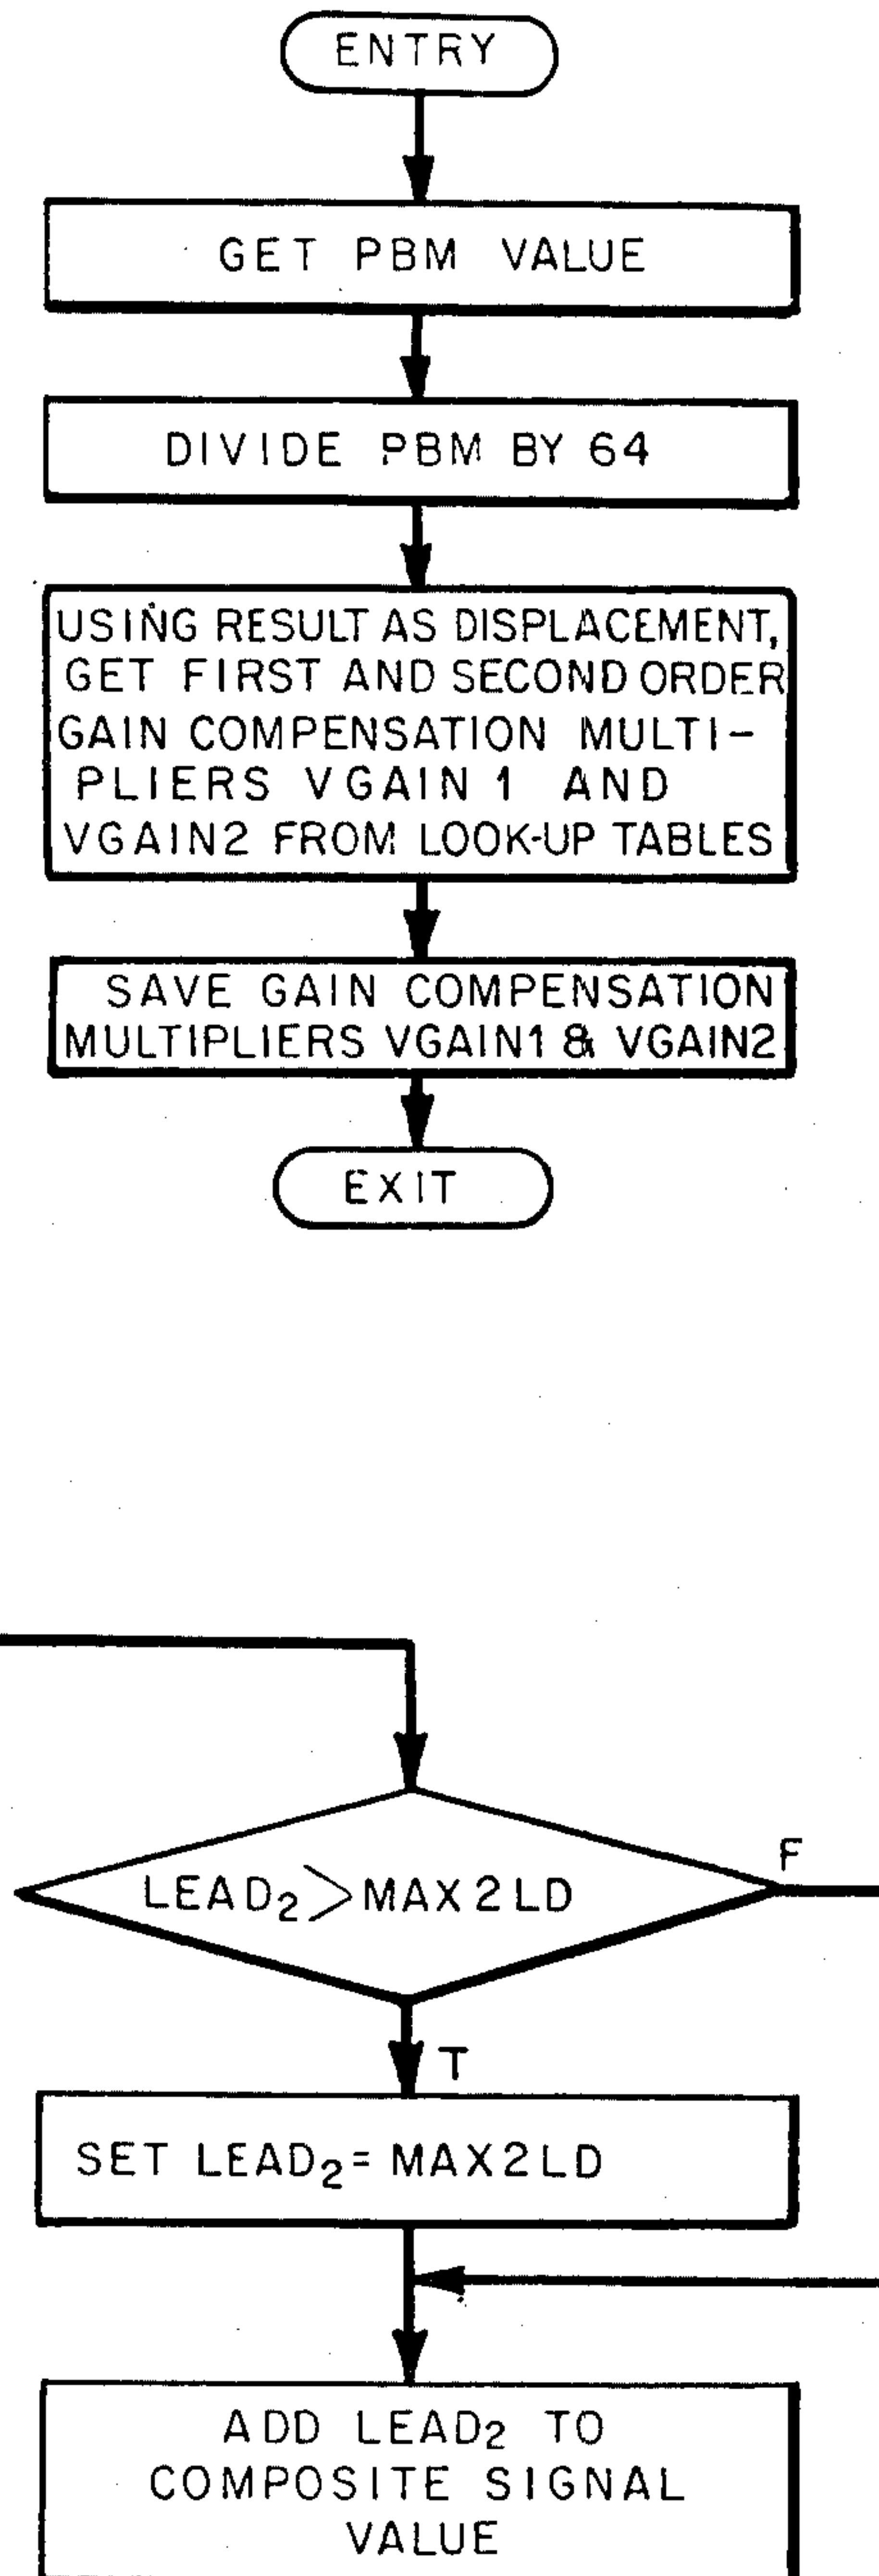 ENTRY
GET PBM VALUE
DIVIDE PBM BY 64
USING RESULT AS DISPLACEMENT,
GET FIRST AND SECOND ORDER
GAIN COMPENSATION MULTI-
PLIERS VGAIN 1 AND
VGAIN2 FROM LOOK-UP TABLES
SAVE GAIN COMPENSATION
MULTIPLIERS VGAIN1 & VGAIN2
EXIT
F
LEAD₂>MAX2LD
T
SET LEAD₂= MAX2LD
ADD LEAD₂ TO
COMPOSITE SIGNAL
VALUE